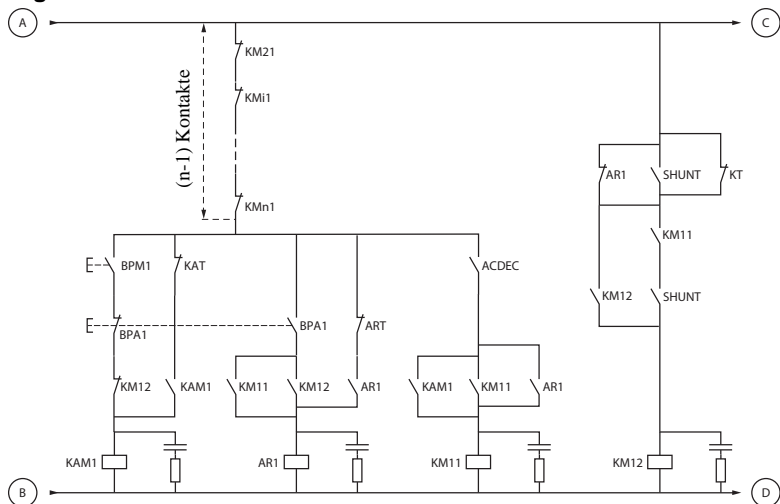 A
C
KM21
KMi1
(n-1) Kontakte
AR1
SHUNT
KT
KMn1
KM11
BPM1
KAT
ACDEC
KM12
SHUNT
BPA1
BPA1
ART
KM12
KAM1
KM11
KM12
AR1
KAM1
KM11
AR1
KAM1
AR1
KM11
KM12
B
D